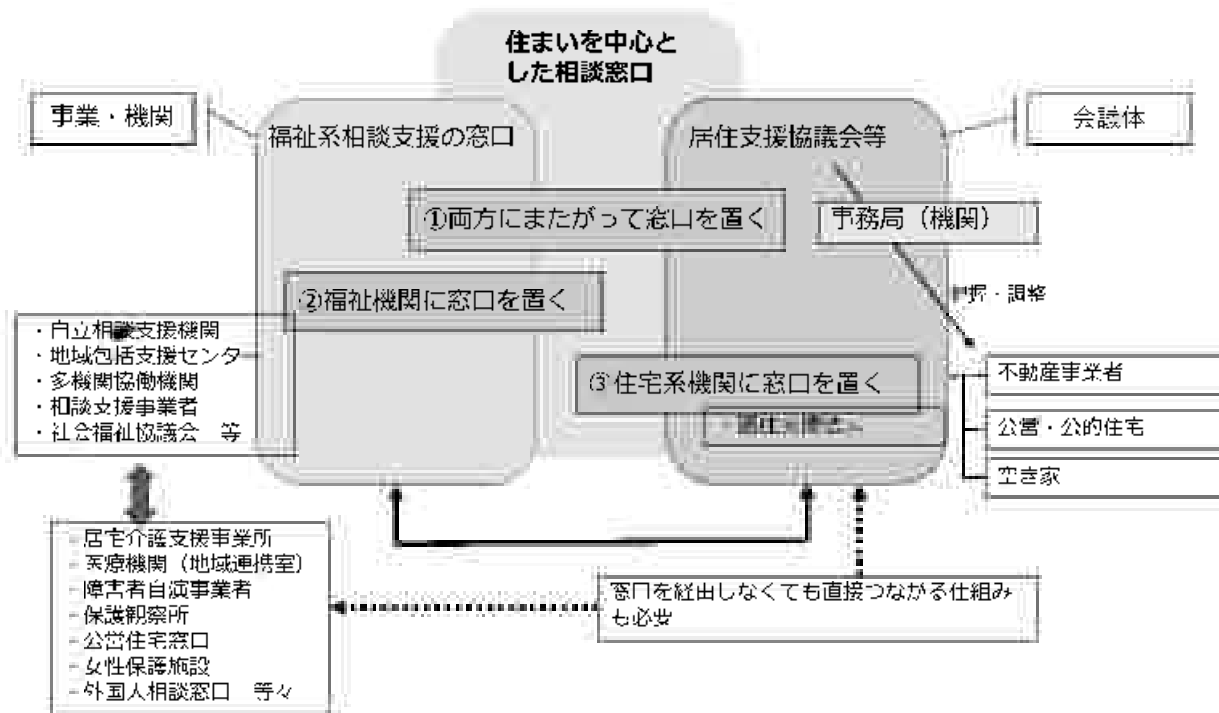 住まいを中心と
した相談窓口
事業・機関
福祉系相談支援の窓口
居住支援協議会等
会議体
①両方にまたがって窓口を置く
事務局（機関）
②福祉機関に窓口を置く
・調整
・自立相談支援機関
・地域包括支援センター
・多機関協働機関
・相談支援事業者
・社会福祉協議会　等
③住宅系機関に窓口を置く
不動産事業者
公営・公的住宅
空き家
居宅介護支援事業所
医療機関（地域連携室）
保護観察所
公営住宅窓口
女性保護施設
外国人相談窓口　等々
窓口を経由しなくても直接つながる仕組み
も必要